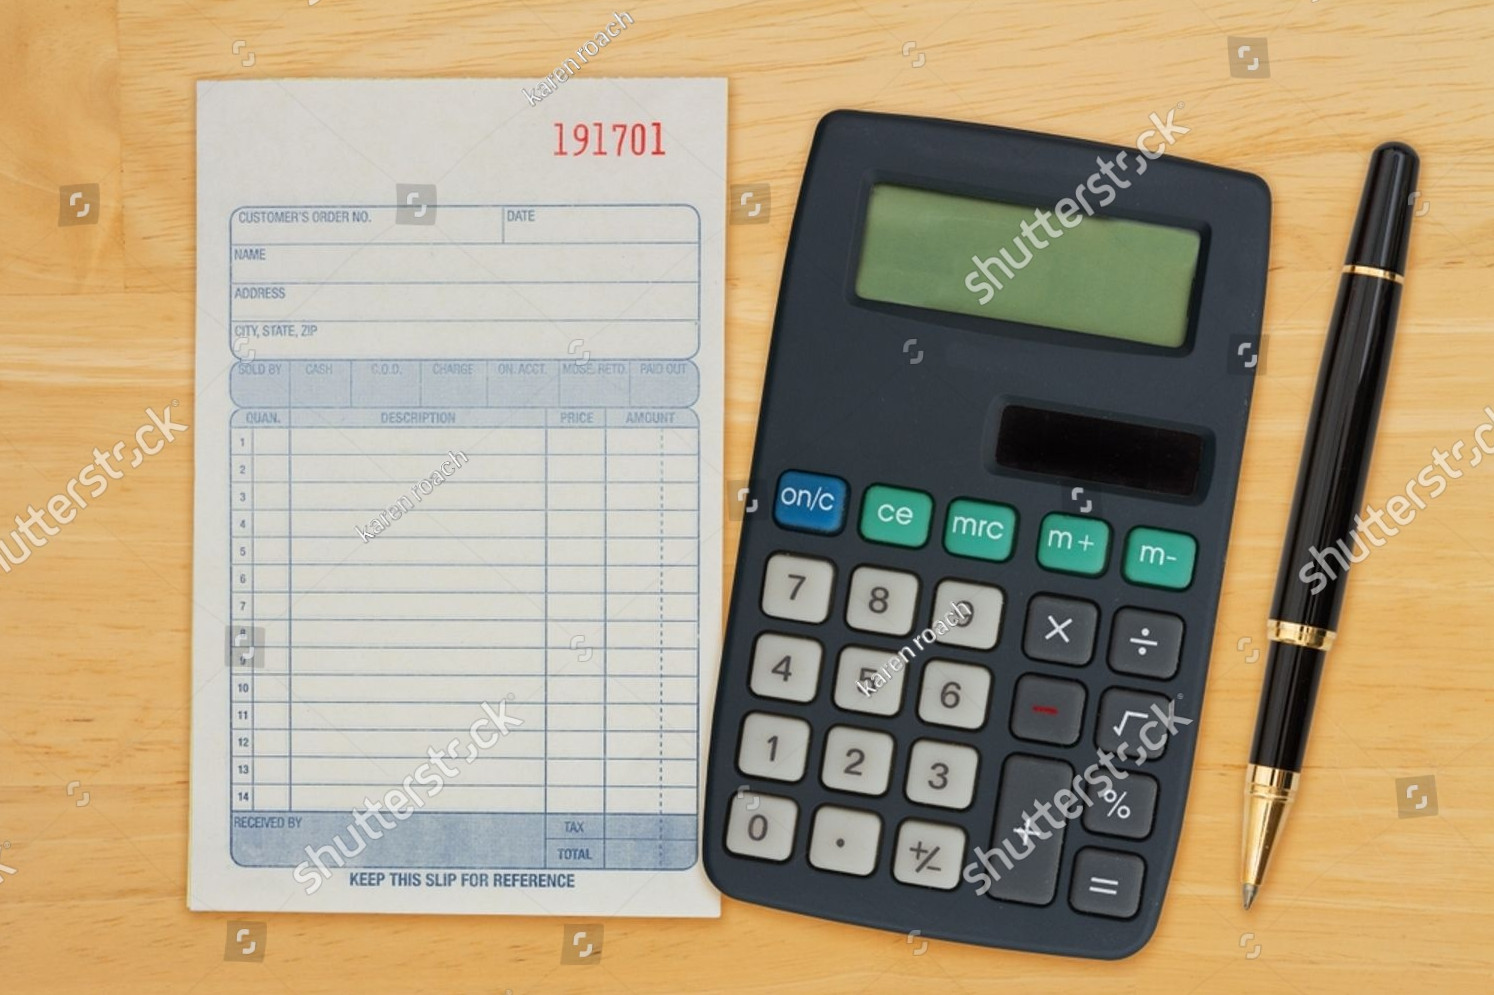 191701
CUSTOMER'S ORDER NO. DATE
NAME
ADDRESS
CITY, STATE, ZIP
SOLD BY CASH C.O.D. CHARGE ON ACCT. MDSE. RETD. PAID OUT
QUAN. DESCRIPTION PRICE AMOUNT
1
2
3
4
5
6
7
8
9
10
11
12
13
14
RECEIVED BY TAX
TOTAL
KEEP THIS SLIP FOR REFERENCE
on/c ce mrc m+ m-
7 8 9 × ÷
4 5 6 − √
1 2 3 %
0 . +/− =
karen roach
karen roach
karen roach
shutterstock
shutterstock
shutterstock
shutterstock
shutterstock